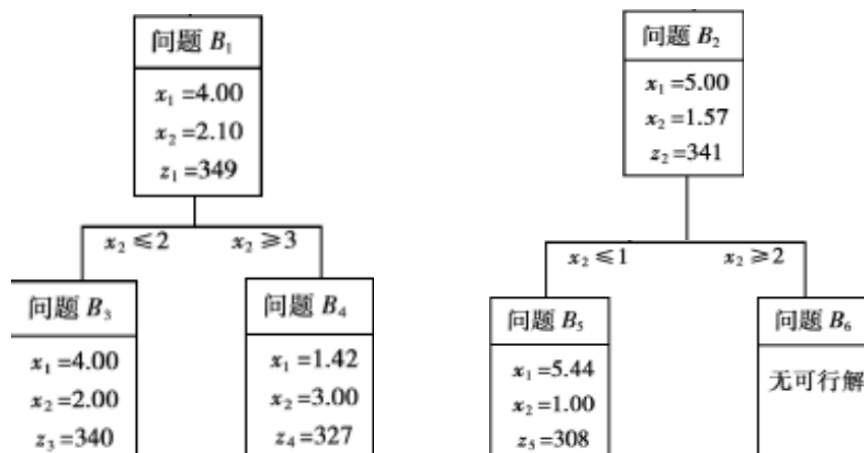 问题 B₁
x₁ =4.00
x₂ =2.10
z₁ =349
x₂ ≤2
x₂ ≥3
问题 B₃
x₁ =4.00
x₂ =2.00
z₃ =340
问题 B₄
x₁ =1.42
x₂ =3.00
z₄ =327
问题 B₂
x₁ =5.00
x₂ =1.57
z₂ =341
x₂ ≤1
x₂ ≥2
问题 B₅
x₁ =5.44
x₂ =1.00
z₅ =308
问题 B₆
无可行解